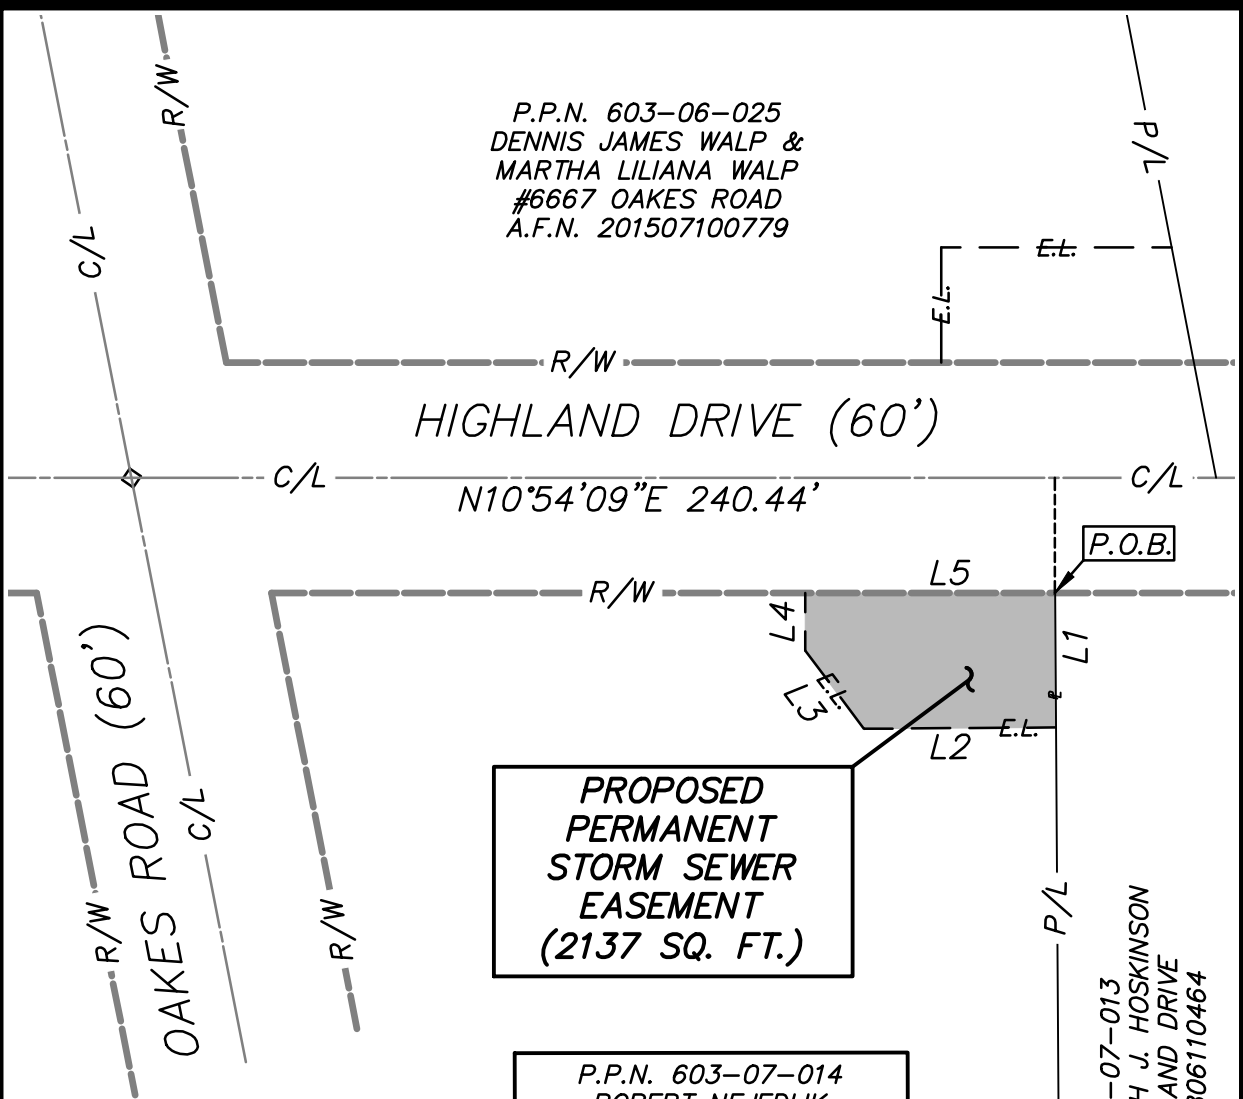 R/W
P.P.N. 603-06-025
DENNIS JAMES WALP &
MARTHA LILIANA WALP
#6667 OAKES ROAD
A.F.N. 201507100779
P/L
C/L
E.L.
E.L.
R/W
HIGHLAND DRIVE (60')
C/L
C/L
N10°54'09"E 240.44'
P.O.B.
L5
R/W
L4
L1
E.L.
L3
E.L.
L2
OAKES ROAD (60')
C/L
PROPOSED
PERMANENT
STORM SEWER
EASEMENT
(2137 SQ. FT.)
R/W
R/W
P/L
-07-013
H J. HOSKINSON
AND DRIVE
806110464
P.P.N. 603-07-014